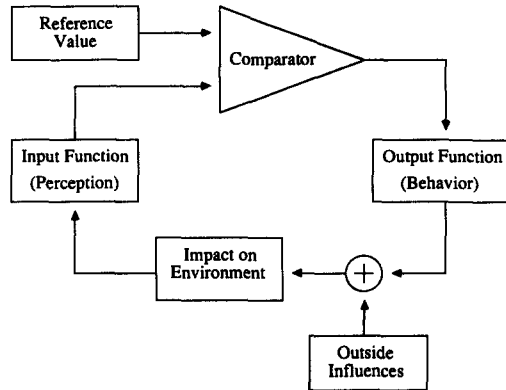 Reference
Value
Comparator
Input Function
(Perception)
Output Function
(Behavior)
Impact on
Environment
+
Outside
Influences